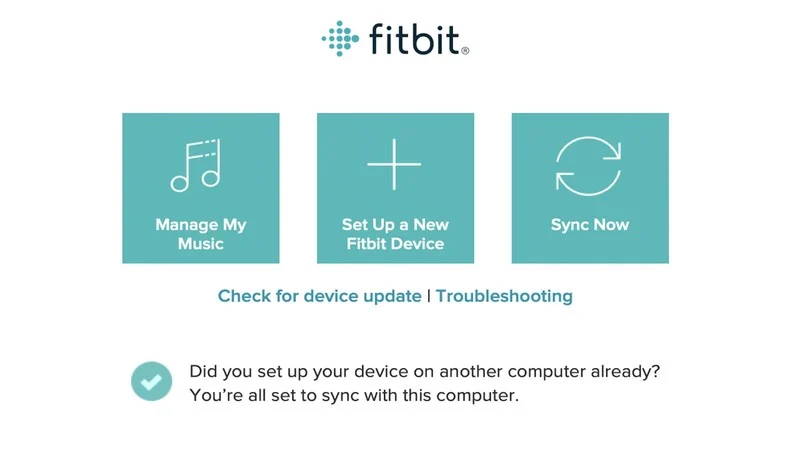 fitbit®
Manage My
Music
Set Up a New
Fitbit Device
Sync Now
Check for device update | Troubleshooting
Did you set up your device on another computer already?
You’re all set to sync with this computer.